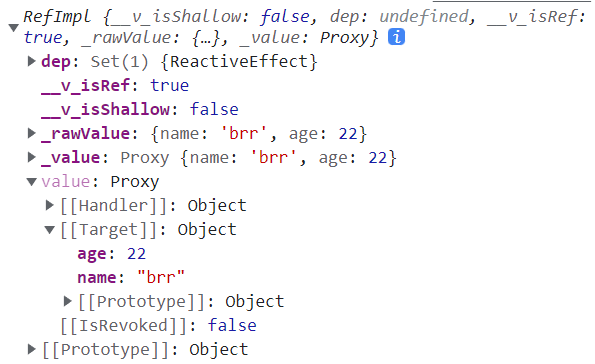 RefImpl {__v_isShallow: false, dep: undefined, __v_isRef:
true, _rawValue: {…}, _value: Proxy} i
dep: Set(1) {ReactiveEffect}
__v_isRef: true
__v_isShallow: false
_rawValue: {name: 'brr', age: 22}
_value: Proxy {name: 'brr', age: 22}
value: Proxy
[[Handler]]: Object
[[Target]]: Object
age: 22
name: "brr"
[[Prototype]]: Object
[[IsRevoked]]: false
[[Prototype]]: Object